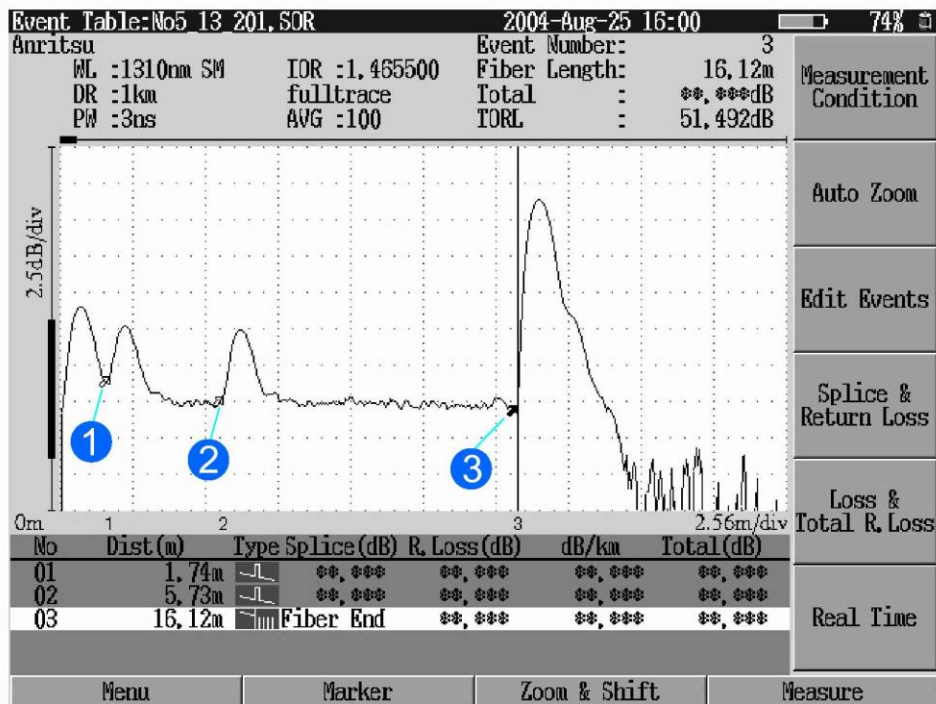 Event Table:No5_13_201.SOR 2004-Aug-25 16:00 74%
Anritsu Event Number: 3
WL :1310nm SM IOR :1.465500 Fiber Length: 16.12m
DR :1km fulltrace Total : **.***dB
PW :3ns AVG :100 TORL : 51.492dB
Measurement
Condition
Auto Zoom
Edit Events
Splice &
Return Loss
Loss &
Total R.Loss
Real Time
2.5dB/div
1
2
3
0m 1 2 3 2.56m/div
No Dist(m) Type Splice(dB) R.Loss(dB) dB/km Total(dB)
01 1.74m **.*** **.*** **.*** **.***
02 5.73m **.*** **.*** **.*** **.***
03 16.12m Fiber End **.*** **.*** **.***
Menu Marker Zoom & Shift Measure